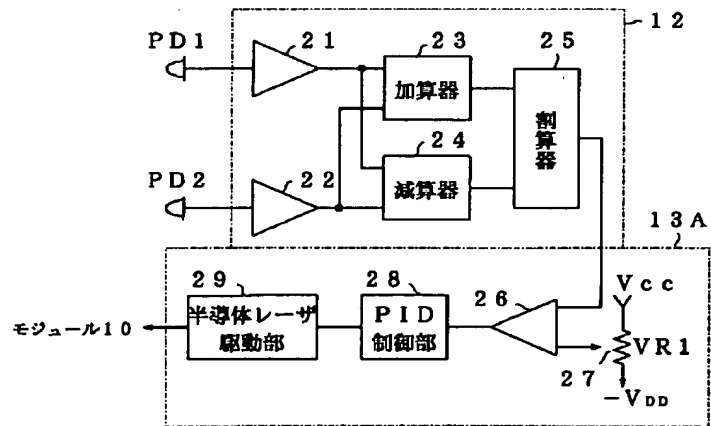 PD1
21
23
25
12
加算器
割算器
24
減算器
PD2
22
13A
29
28
26
Vcc
半導体レーザ
駆動部
PID
制御部
モジュール10
VR1
27
-VDD